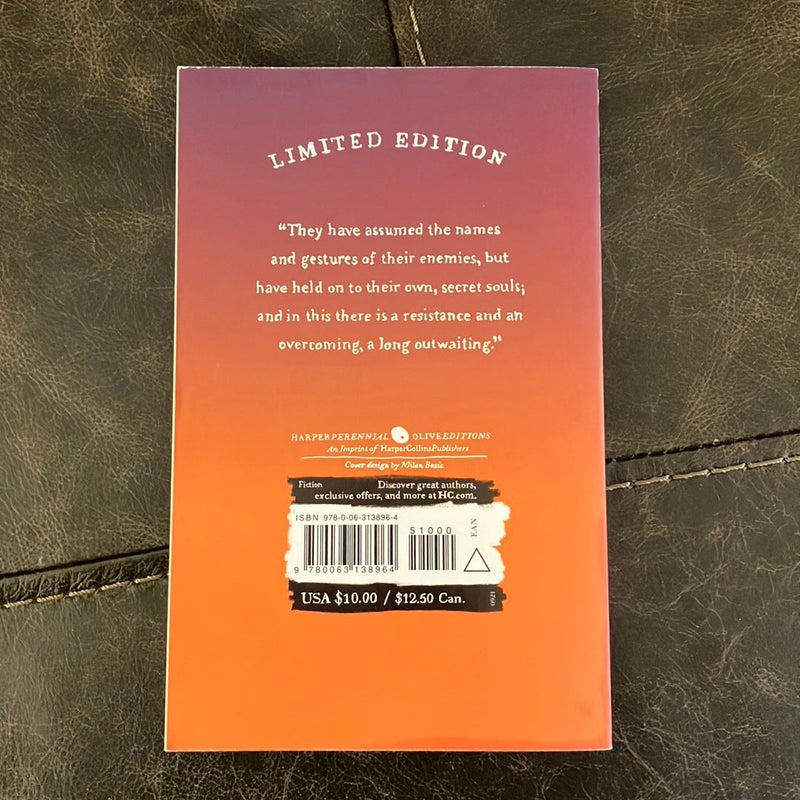 LIMITED EDITION
“They have assumed the names
and gestures of their enemies, but
have held on to their own, secret souls;
and in this there is a resistance and an
overcoming, a long outwaiting.”
HARPERPERENNIAL OLIVEEDITIONS
An Imprint of HarperCollinsPublishers
Cover design by Milan Bozic
Fiction
Discover great authors,
exclusive offers, and more at HC.com.
ISBN 978-0-06-313896-4
51000
EAN
9 780063 138964
USA $10.00 / $12.50 Can.
0921